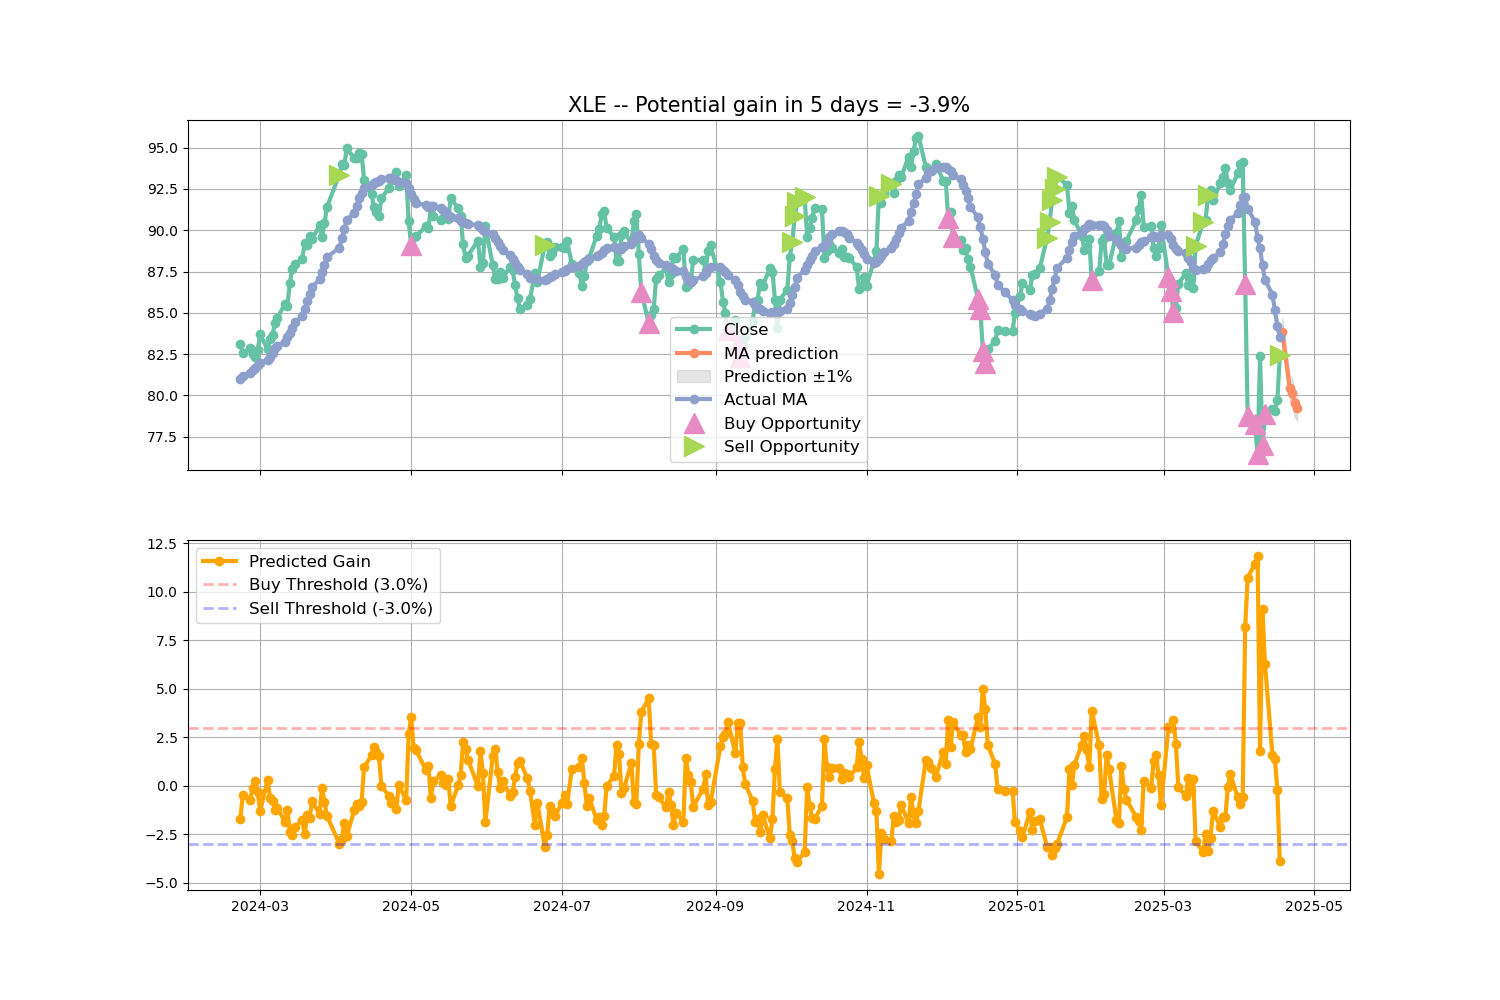 XLE -- Potential gain in 5 days = -3.9%
95.0
92.5
90.0
87.5
85.0
82.5
80.0
77.5
Close
MA prediction
Prediction ±1%
Actual MA
Buy Opportunity
Sell Opportunity
12.5
10.0
7.5
5.0
2.5
0.0
−2.5
−5.0
Predicted Gain
Buy Threshold (3.0%)
Sell Threshold (-3.0%)
2024-03
2024-05
2024-07
2024-09
2024-11
2025-01
2025-03
2025-05